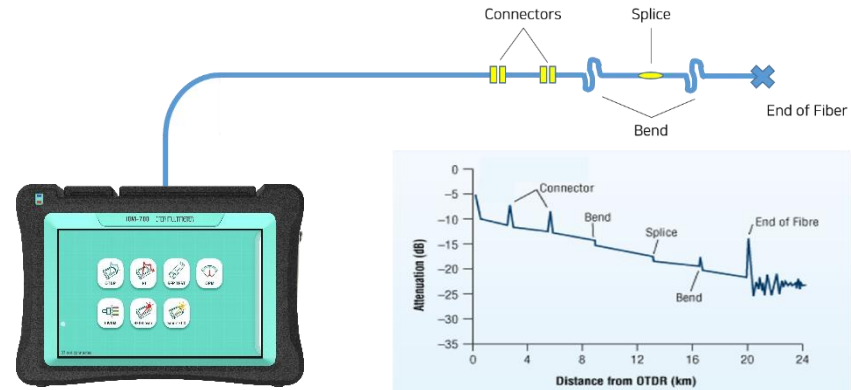 Connectors
Splice
End of Fiber
Bend
0
−5
−10
−15
−20
−25
−30
−35
Attenuation (dB)
Connector
Bend
Splice
Bend
End of Fibre
0
4
8
12
16
20
24
Distance from OTDR (km)